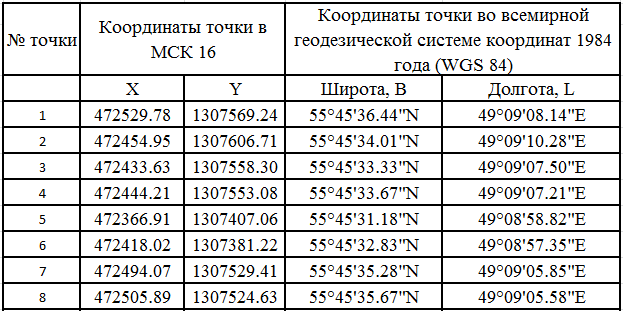 № точки Координаты точки в МСК 16 Координаты точки во всемирной геодезической системе координат 1984 года (WGS 84)
X Y Широта, B Долгота, L
1 472529.78 1307569.24 55°45'36.44"N 49°09'08.14"E
2 472454.95 1307606.71 55°45'34.01"N 49°09'10.28"E
3 472433.63 1307558.30 55°45'33.33"N 49°09'07.50"E
4 472444.21 1307553.08 55°45'33.67"N 49°09'07.21"E
5 472366.91 1307407.06 55°45'31.18"N 49°08'58.82"E
6 472418.02 1307381.22 55°45'32.83"N 49°08'57.35"E
7 472494.07 1307529.41 55°45'35.28"N 49°09'05.85"E
8 472505.89 1307524.63 55°45'35.67"N 49°09'05.58"E